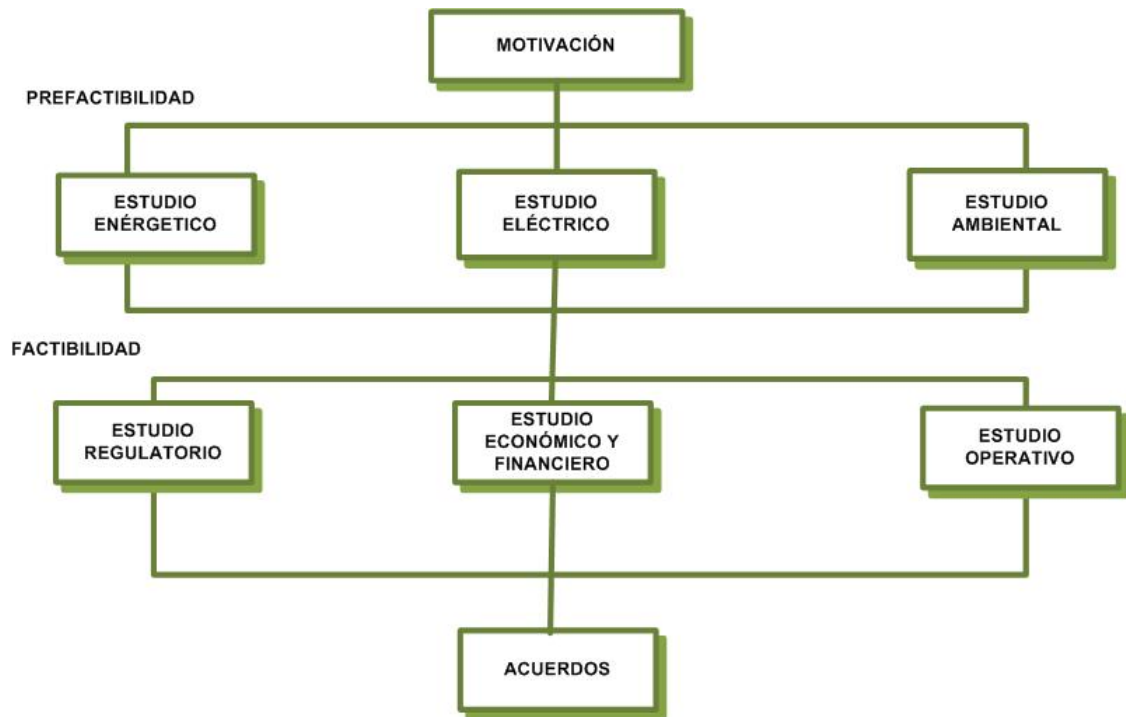 MOTIVACIÓN
PREFACTIBILIDAD
ESTUDIO
ENÉRGETICO
ESTUDIO
ELÉCTRICO
ESTUDIO
AMBIENTAL
FACTIBILIDAD
ESTUDIO
REGULATORIO
ESTUDIO
ECONÓMICO Y
FINANCIERO
ESTUDIO
OPERATIVO
ACUERDOS